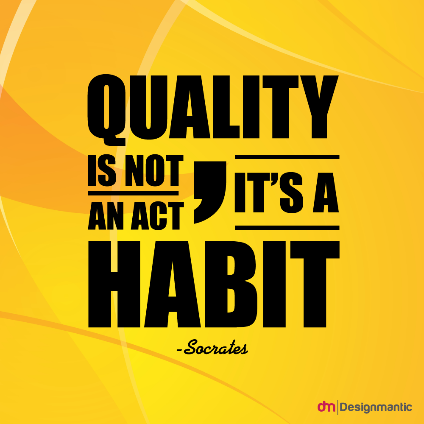 QUALITY
IS NOT
AN ACT
,
IT'S A
HABIT
-Socrates
dm|Designmantic